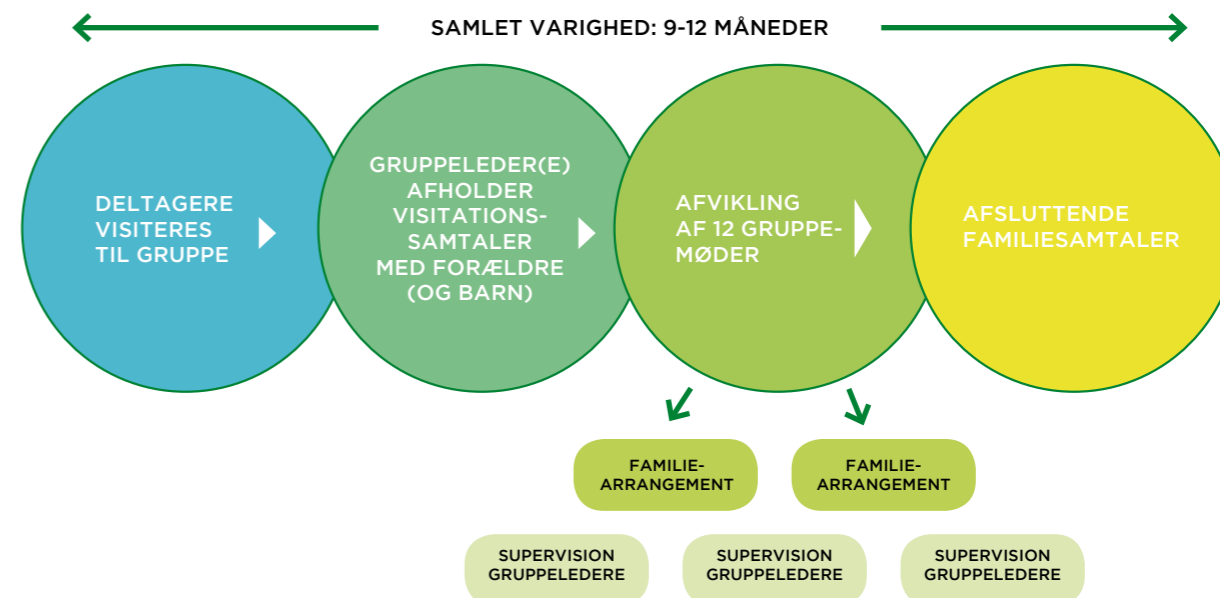 SAMLET VARIGHED: 9-12 MÅNEDER
DELTAGERE
VISITERES
TIL GRUPPE
GRUPPELEDER(E)
AFHOLDER
VISITATIONS-
SAMTALER
MED FORÆLDRE
(OG BARN)
AFVIKLING
AF 12 GRUPPE-
MØDER
AFSLUTTENDE
FAMILIESAMTALER
FAMILIE-
ARRANGEMENT
FAMILIE-
ARRANGEMENT
SUPERVISION
GRUPPELEDERE
SUPERVISION
GRUPPELEDERE
SUPERVISION
GRUPPELEDERE